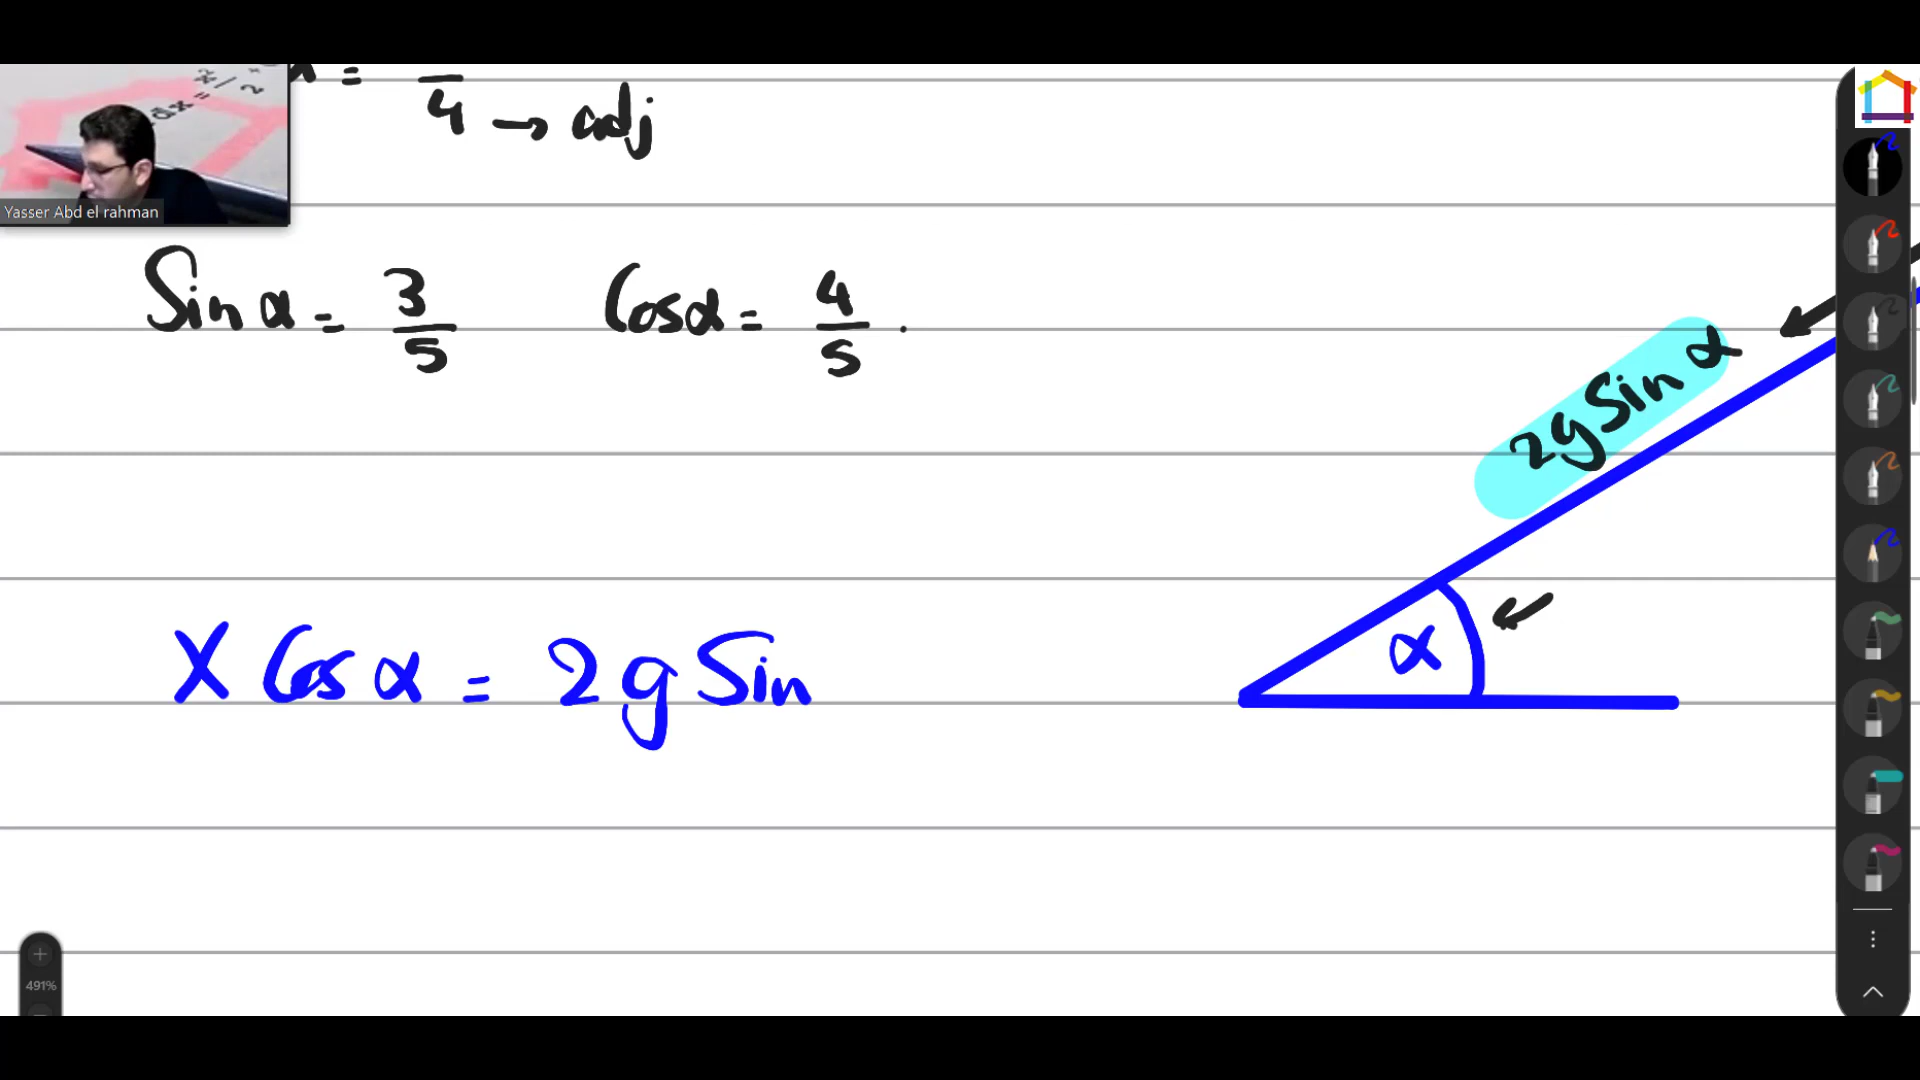 = 
4 → adj
Yasser Abd el rahman
Sin α = 3/5 Cos α = 4/5 .
2g Sin α
X Cos α = 2g Sin
α
491%